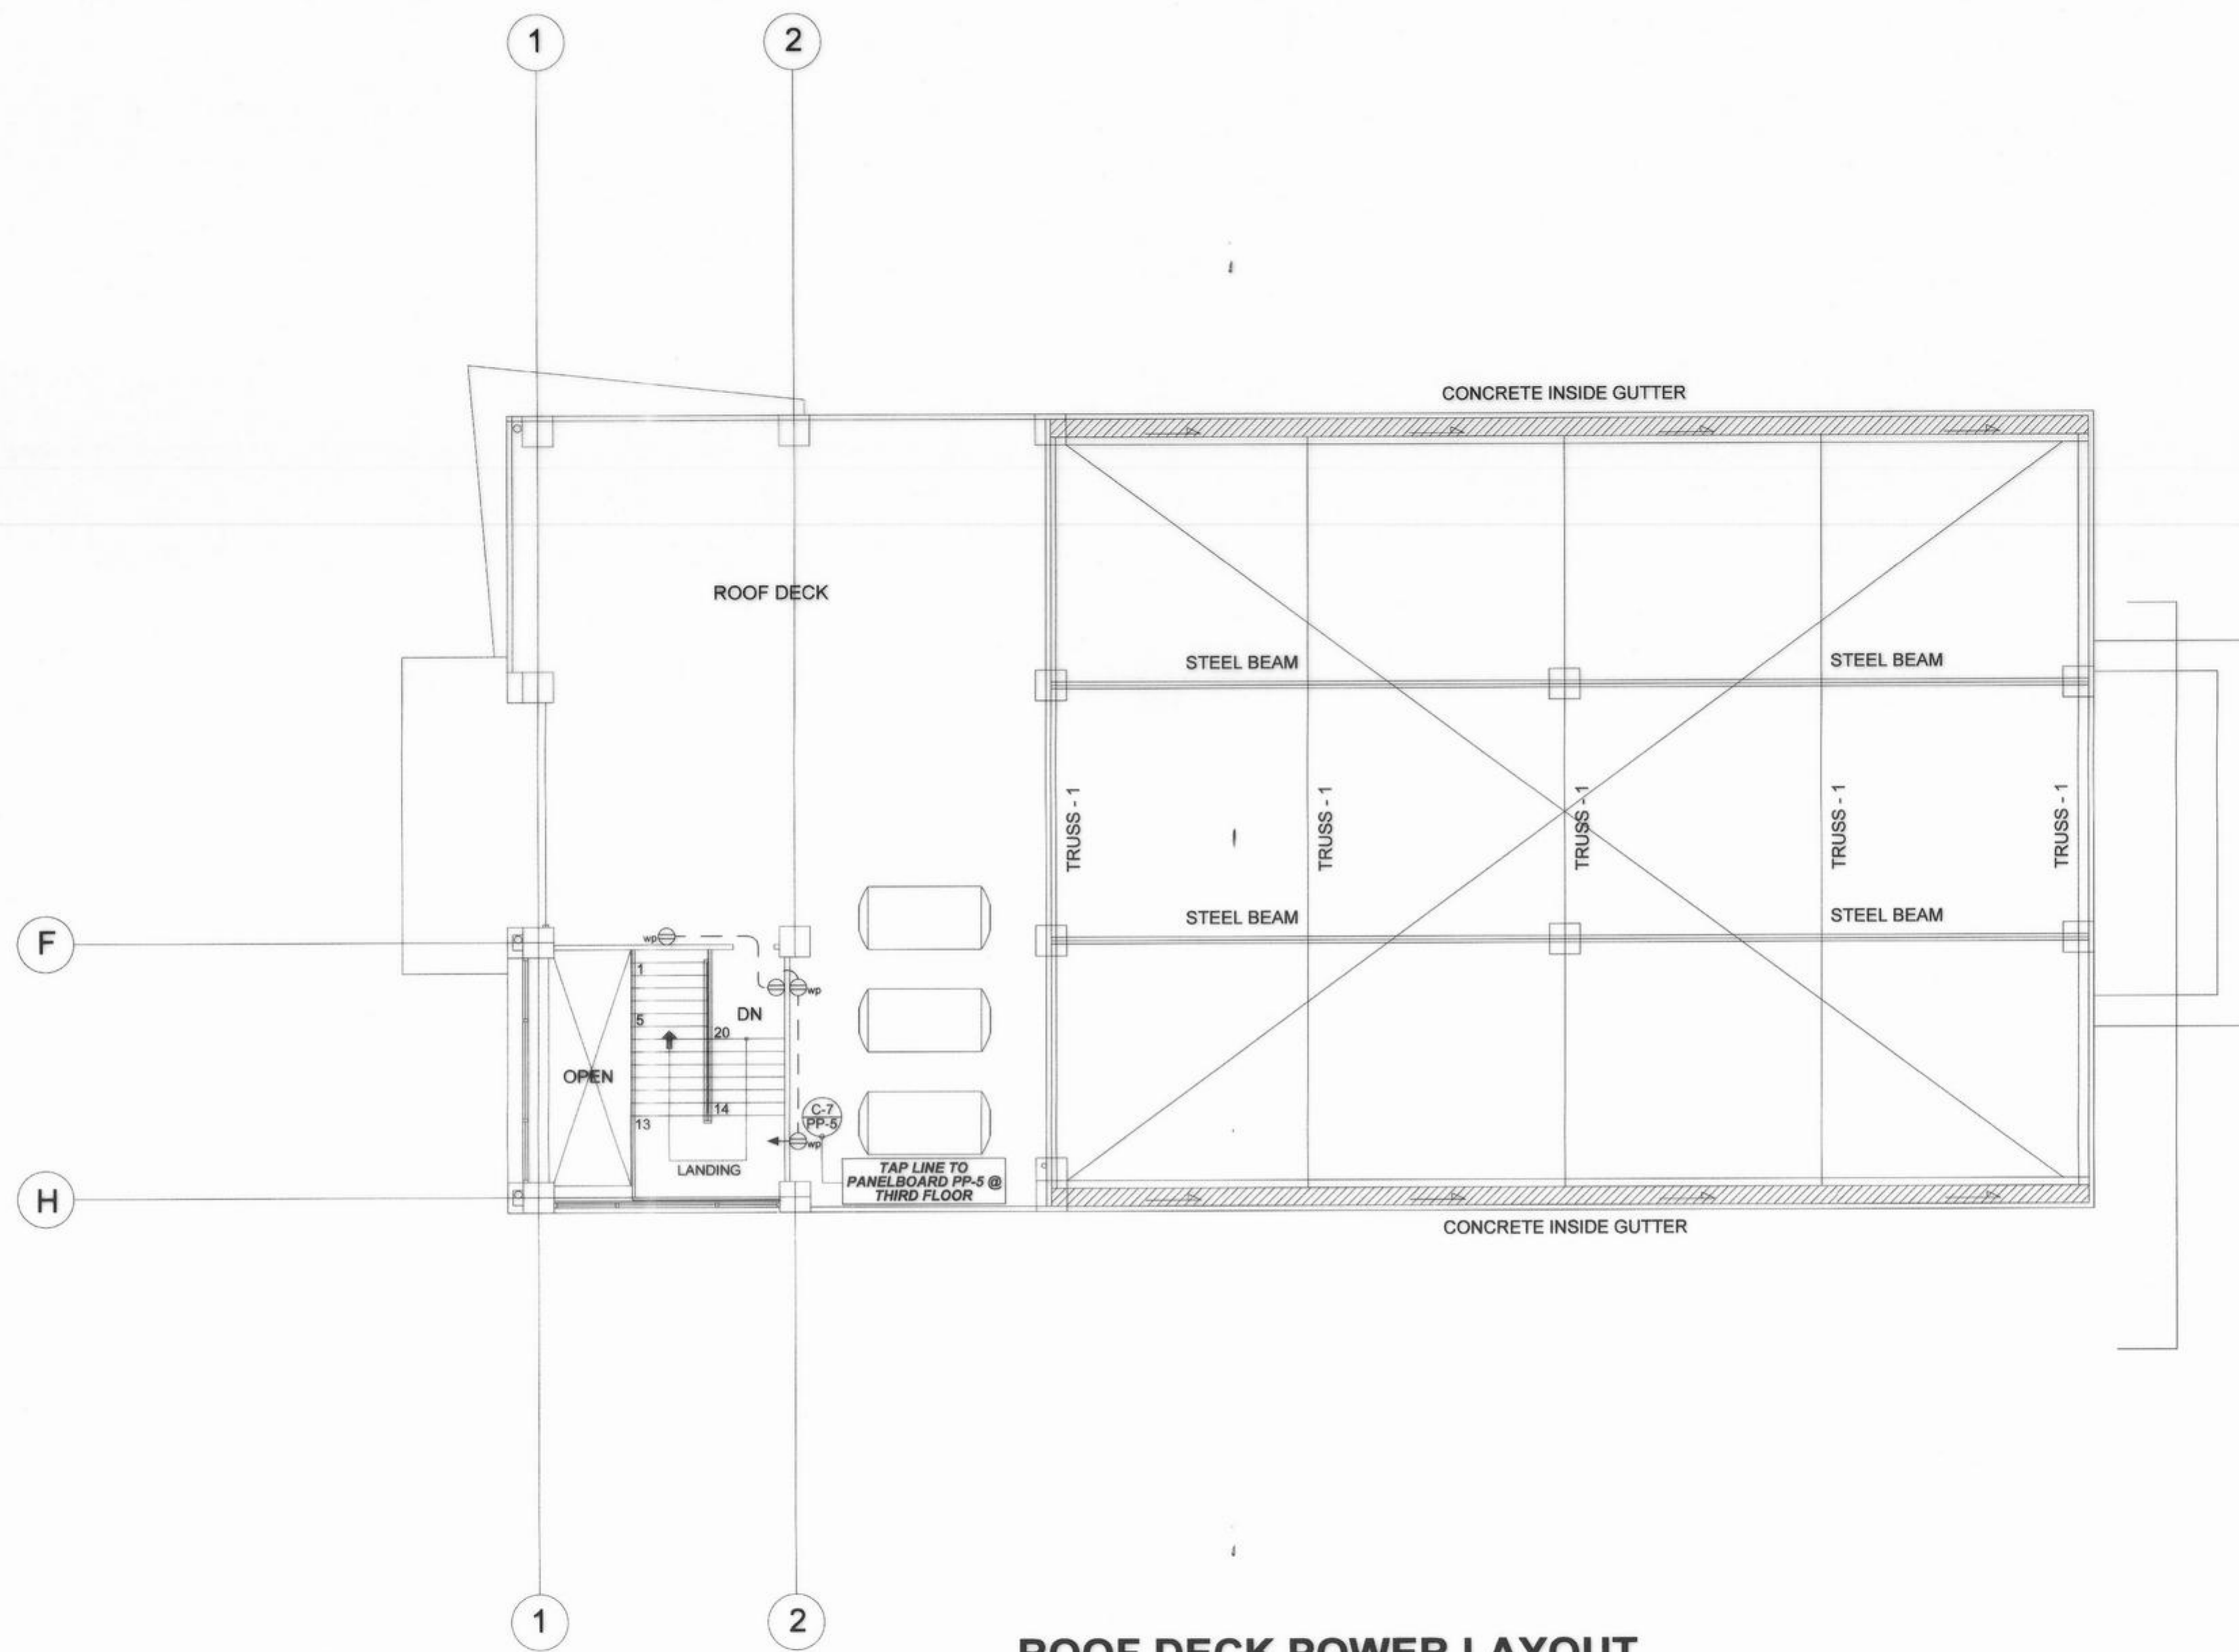 1
2
CONCRETE INSIDE GUTTER
ROOF DECK
STEEL BEAM
STEEL BEAM
TRUSS - 1
TRUSS - 1
TRUSS - 1
TRUSS - 1
TRUSS - 1
STEEL BEAM
STEEL BEAM
F
wp
1
wp
DN
5
20
OPEN
14
C-7
PP-5
13
wp
LANDING
TAP LINE TO
PANELBOARD PP-5 @
THIRD FLOOR
H
CONCRETE INSIDE GUTTER
1
2
ROOF DECK POWER LAYOUT